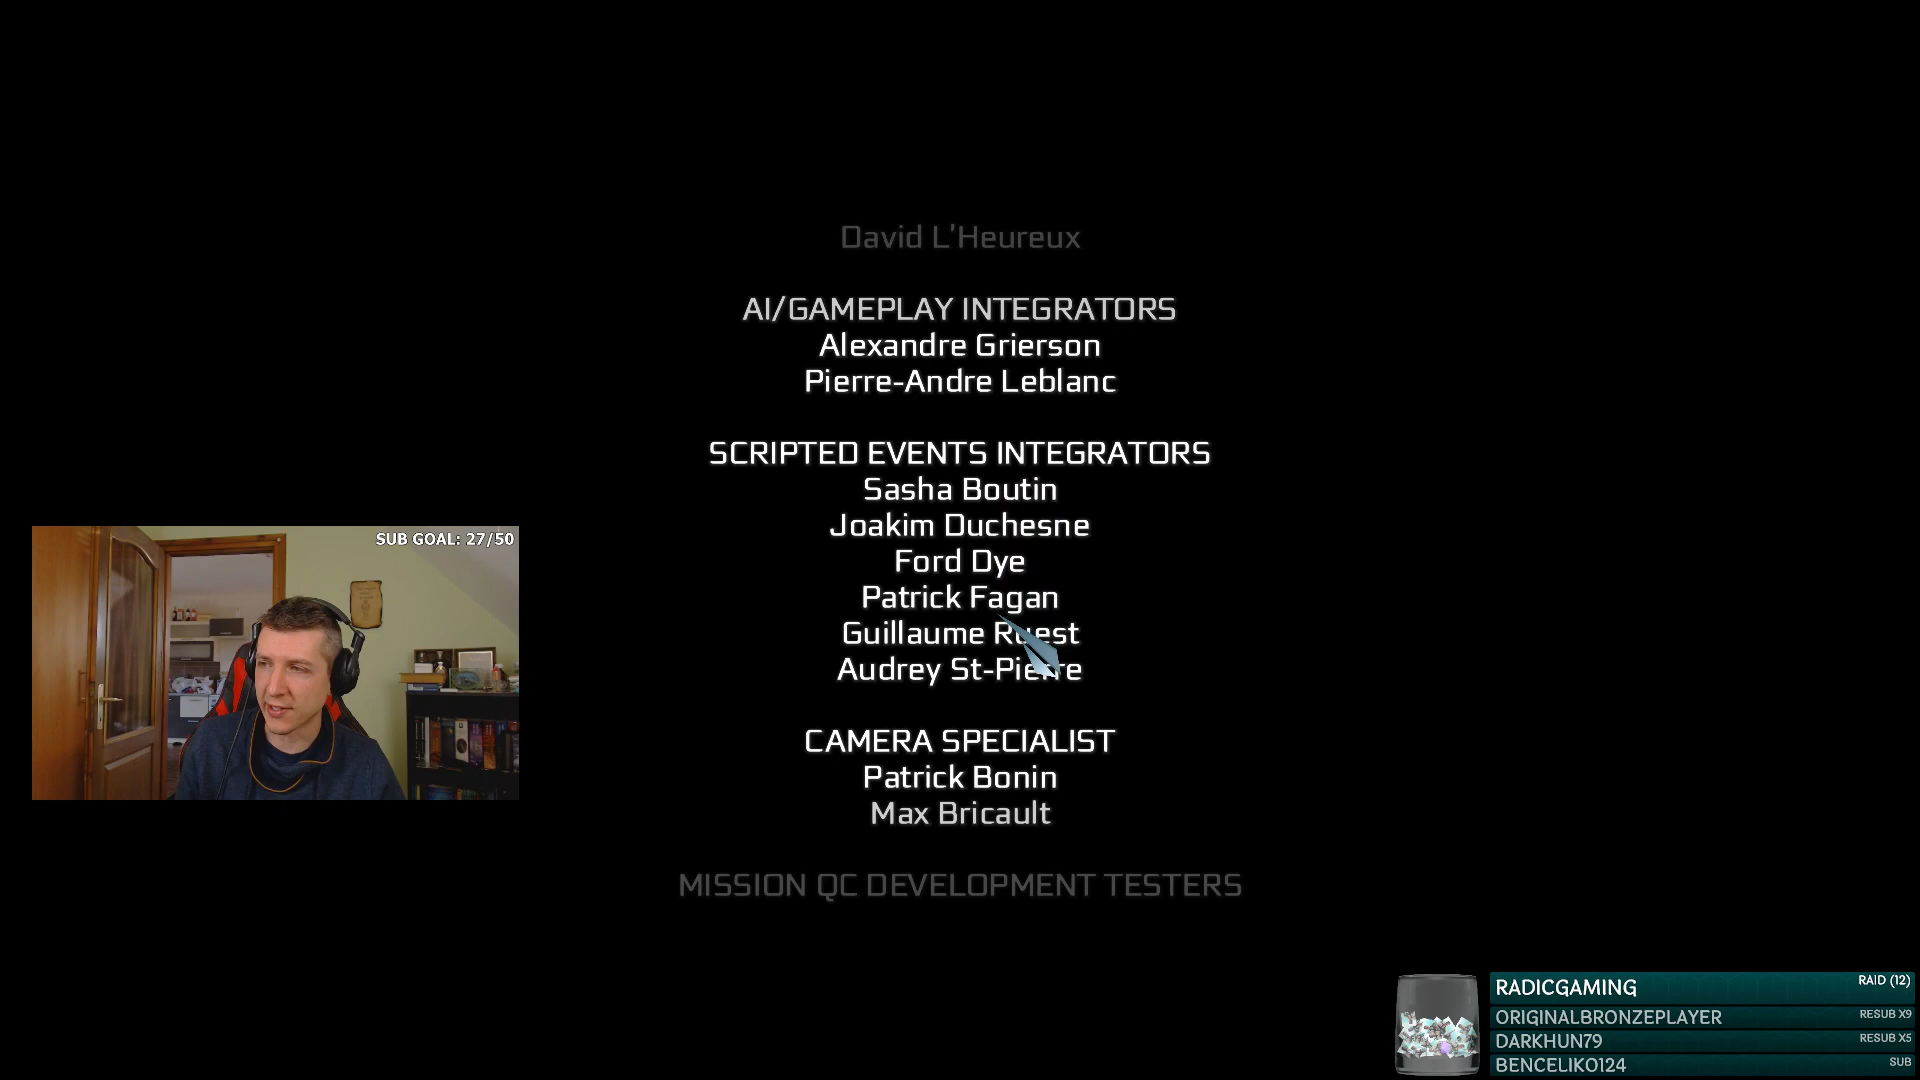 David L'Heureux
AI/GAMEPLAY INTEGRATORS
Alexandre Grierson
Pierre-Andre Leblanc
SCRIPTED EVENTS INTEGRATORS
Sasha Boutin
Joakim Duchesne
Ford Dye
Patrick Fagan
Guillaume Ruest
Audrey St-Pierre
CAMERA SPECIALIST
Patrick Bonin
Max Bricault
MISSION QC DEVELOPMENT TESTERS
SUB GOAL: 27/50
RADICGAMING RAID (12)
ORIGINALBRONZEPLAYER RESUB X9
DARKHUN79 RESUB X5
BENCELIKO124 SUB